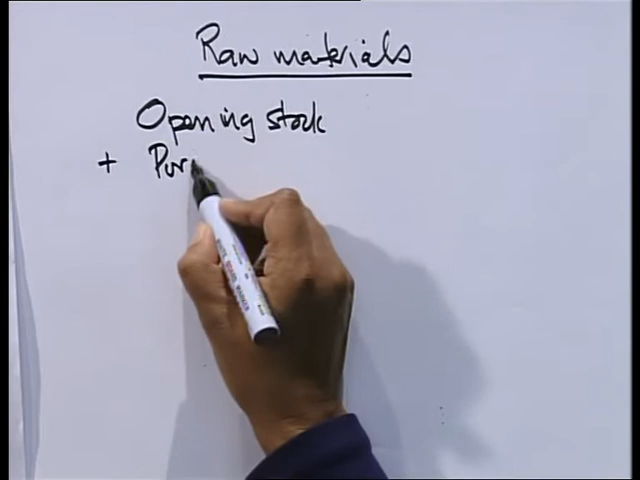 Raw materials
Opening stock
+ Pur